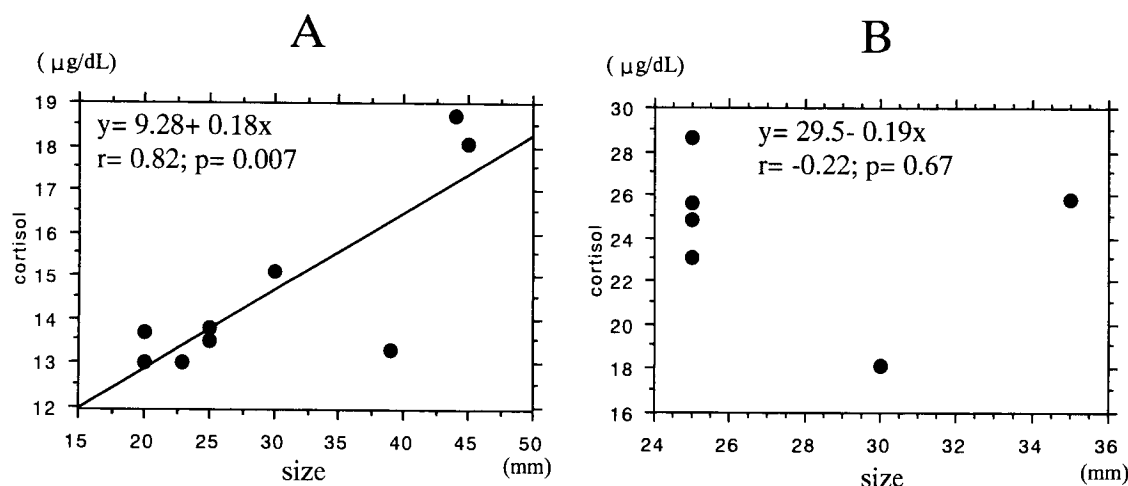 A
(μg/dL)
19
18
17
16
15
14
13
12
cortisol
y= 9.28+ 0.18x
r= 0.82; p= 0.007
15 20 25 30 35 40 45 50
size (mm)
B
(μg/dL)
30
28
26
24
22
20
18
16
cortisol
y= 29.5- 0.19x
r= -0.22; p= 0.67
24 26 28 30 32 34 36
size (mm)